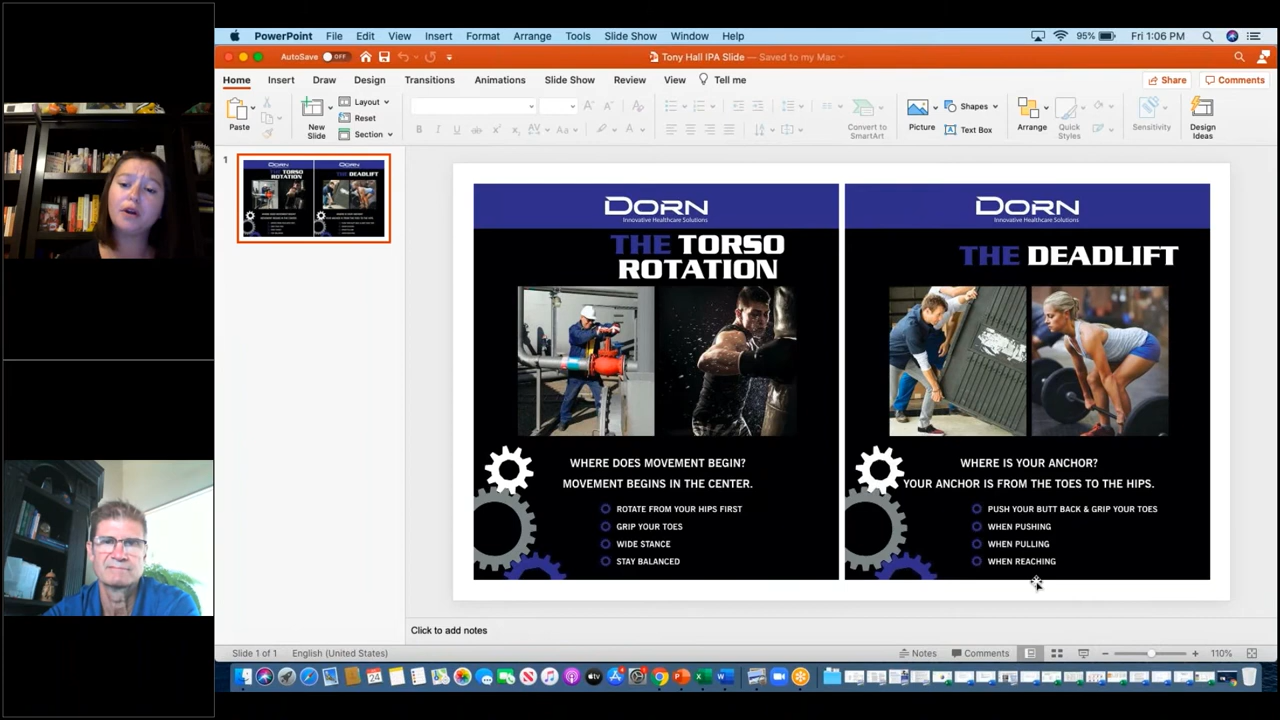 PowerPoint File Edit View Insert Format Arrange Tools Slide Show Window Help 95% Fri 1:06 PM
AutoSave OFF Tony Hall IPA Slide — Saved to my Mac
Home Insert Draw Design Transitions Animations Slide Show Review View Tell me Share Comments
Paste
New Slide
Layout
Reset
Section
Convert to SmartArt
Picture
Shapes
Text Box
Arrange
Quick Styles
Sensitivity
Design Ideas
1
DORN
Innovative Healthcare Solutions
THE TORSO
ROTATION
WHERE DOES MOVEMENT BEGIN?
MOVEMENT BEGINS IN THE CENTER.
ROTATE FROM YOUR HIPS FIRST
GRIP YOUR TOES
WIDE STANCE
STAY BALANCED
DORN
Innovative Healthcare Solutions
THE DEADLIFT
WHERE IS YOUR ANCHOR?
YOUR ANCHOR IS FROM THE TOES TO THE HIPS.
PUSH YOUR BUTT BACK & GRIP YOUR TOES
WHEN PUSHING
WHEN PULLING
WHEN REACHING
Click to add notes
Slide 1 of 1 English (United States) Notes Comments 110%